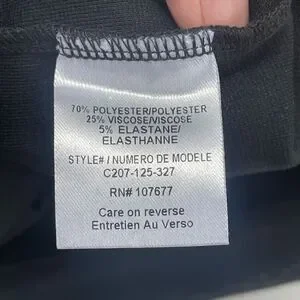 70% POLYESTER/POLYESTER
25% VISCOSE/VISCOSE
5% ELASTANE/
ELASTHANNE
STYLE# / NUMERO DE MODELE
C207-125-327
RN# 107677
Care on reverse
Entretien Au Verso